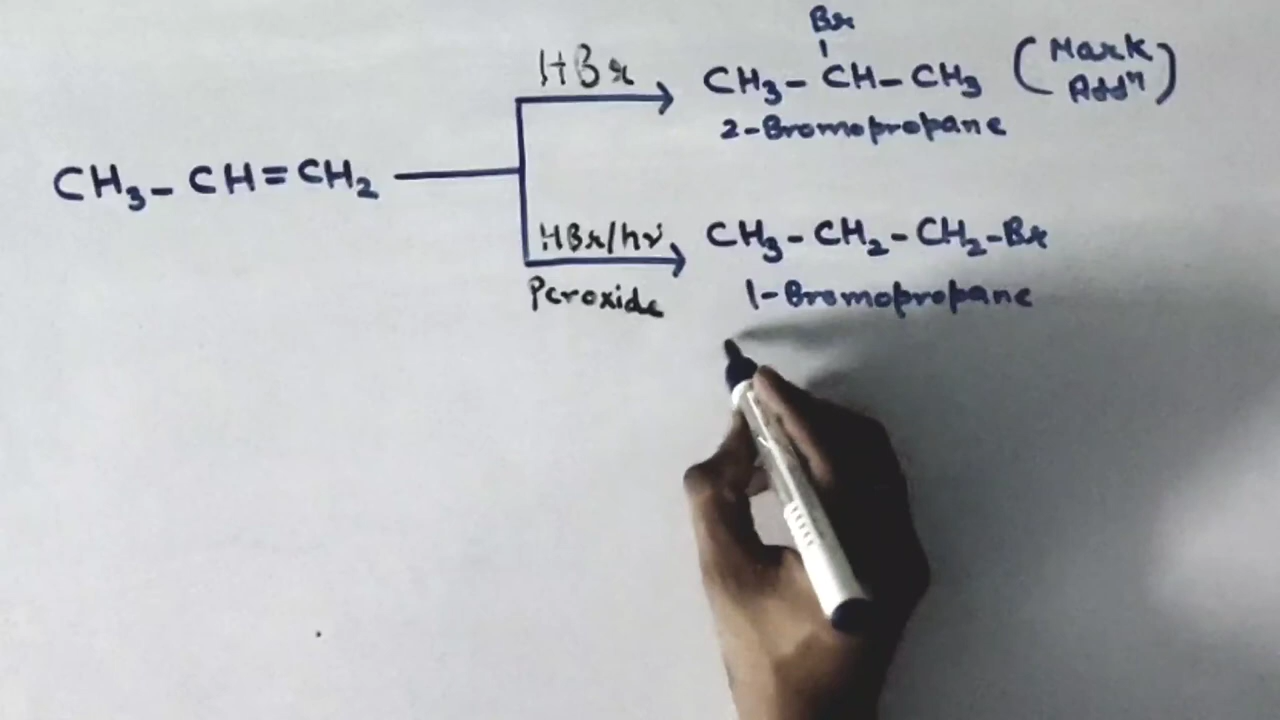 Br
HBr
CH3 – CH – CH3 (Mark Addⁿ)
2-Bromopropane
CH3 – CH = CH2
HBr/hν
CH3 – CH2 – CH2 – Br
Peroxide
1-Bromopropane